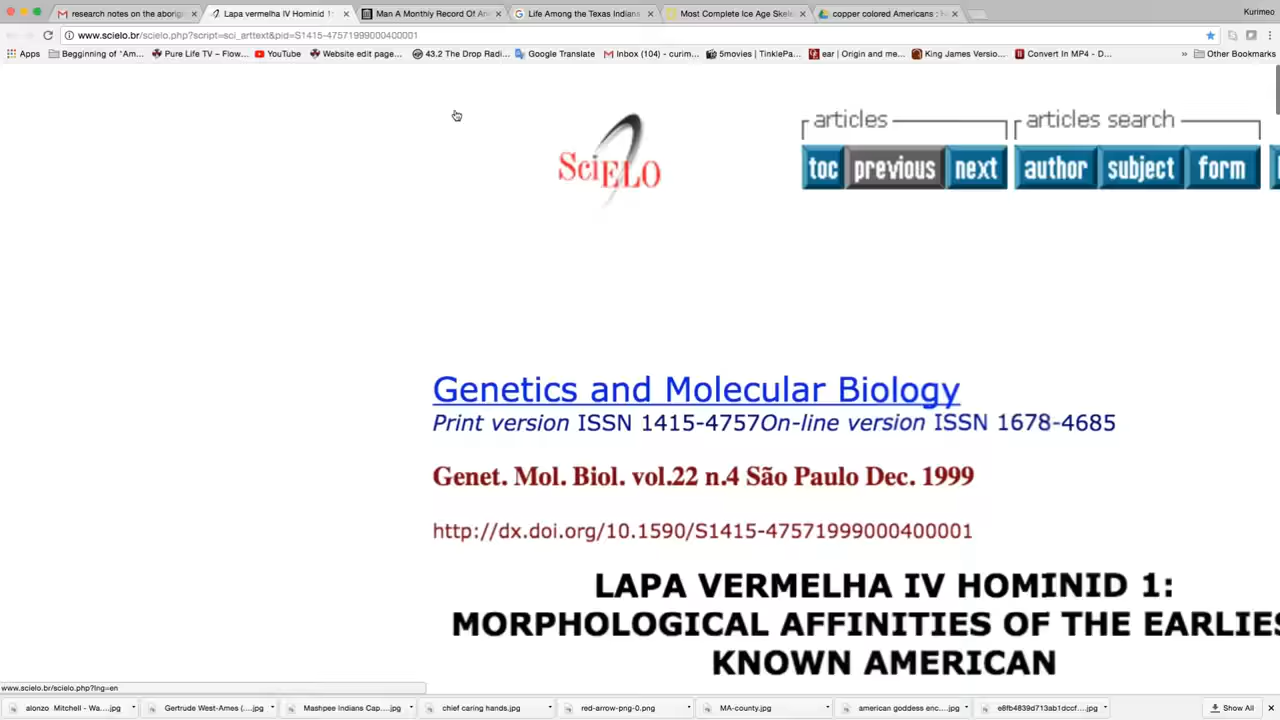 research notes on the aborig
Lapa vermelha IV Hominid 1:
Man A Monthly Record Of An
Life Among the Texas Indians
Most Complete Ice Age Skele
copper colored Americans :
Kurimeo
www.scielo.br/scielo.php?script=sci_arttext&pid=S1415-47571999000400001
Apps
Begginning of "Am...
Pure Life TV – Flow...
YouTube
Website edit page...
43.2 The Drop Radi...
Google Translate
Inbox (104) - curim...
5movies | TinklePa...
ear | Origin and me...
King James Versio...
Convert In MP4 - D...
»
Other Bookmarks
articles
articles search
SciELO
toc previous next
author subject form
Genetics and Molecular Biology
Print version ISSN 1415-4757On-line version ISSN 1678-4685
Genet. Mol. Biol. vol.22 n.4 São Paulo Dec. 1999
http://dx.doi.org/10.1590/S1415-47571999000400001
LAPA VERMELHA IV HOMINID 1:
MORPHOLOGICAL AFFINITIES OF THE EARLIES
KNOWN AMERICAN
www.scielo.br/scielo.php?lng=en
alonzo Mitchell - Wa....jpg
Gertrude West-Ames (....jpg
Mashpee Indians Cap....jpg
chief caring hands.jpg
red-arrow-png-0.png
MA-county.jpg
american goddess enc....jpg
e8fb4839d713ab1dccf....jpg
Show All